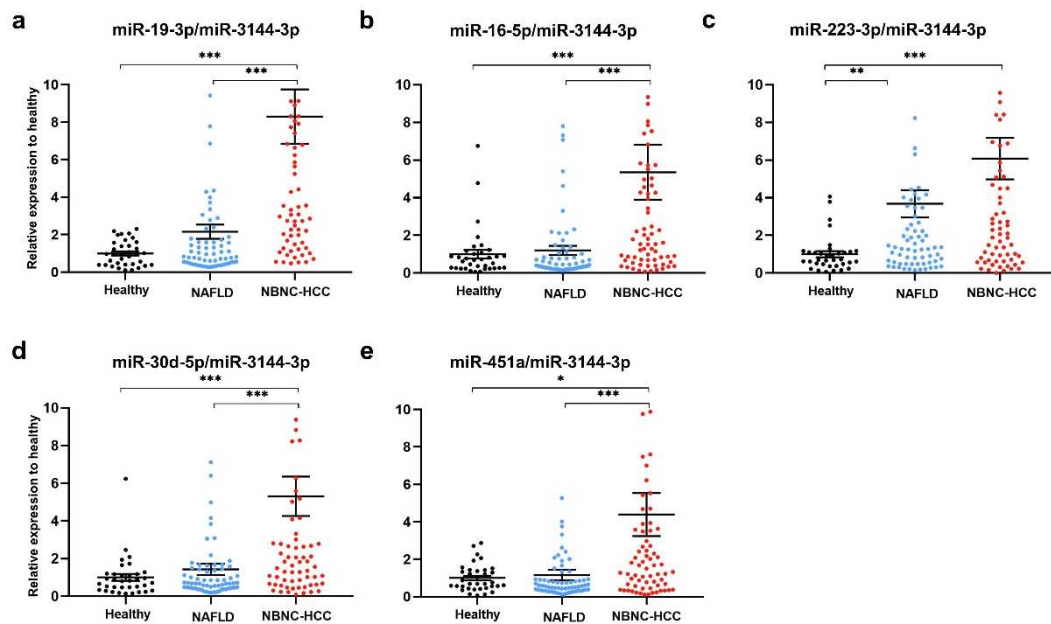 a
miR-19-3p/miR-3144-3p
***
***
Relative expression to healthy
10
8
6
4
2
0
Healthy
NAFLD
NBNC-HCC
b
miR-16-5p/miR-3144-3p
***
***
10
8
6
4
2
0
Healthy
NAFLD
NBNC-HCC
c
miR-223-3p/miR-3144-3p
***
**
10
8
6
4
2
0
Healthy
NAFLD
NBNC-HCC
d
miR-30d-5p/miR-3144-3p
***
***
Relative expression to healthy
10
8
6
4
2
0
Healthy
NAFLD
NBNC-HCC
e
miR-451a/miR-3144-3p
*
***
10
8
6
4
2
0
Healthy
NAFLD
NBNC-HCC